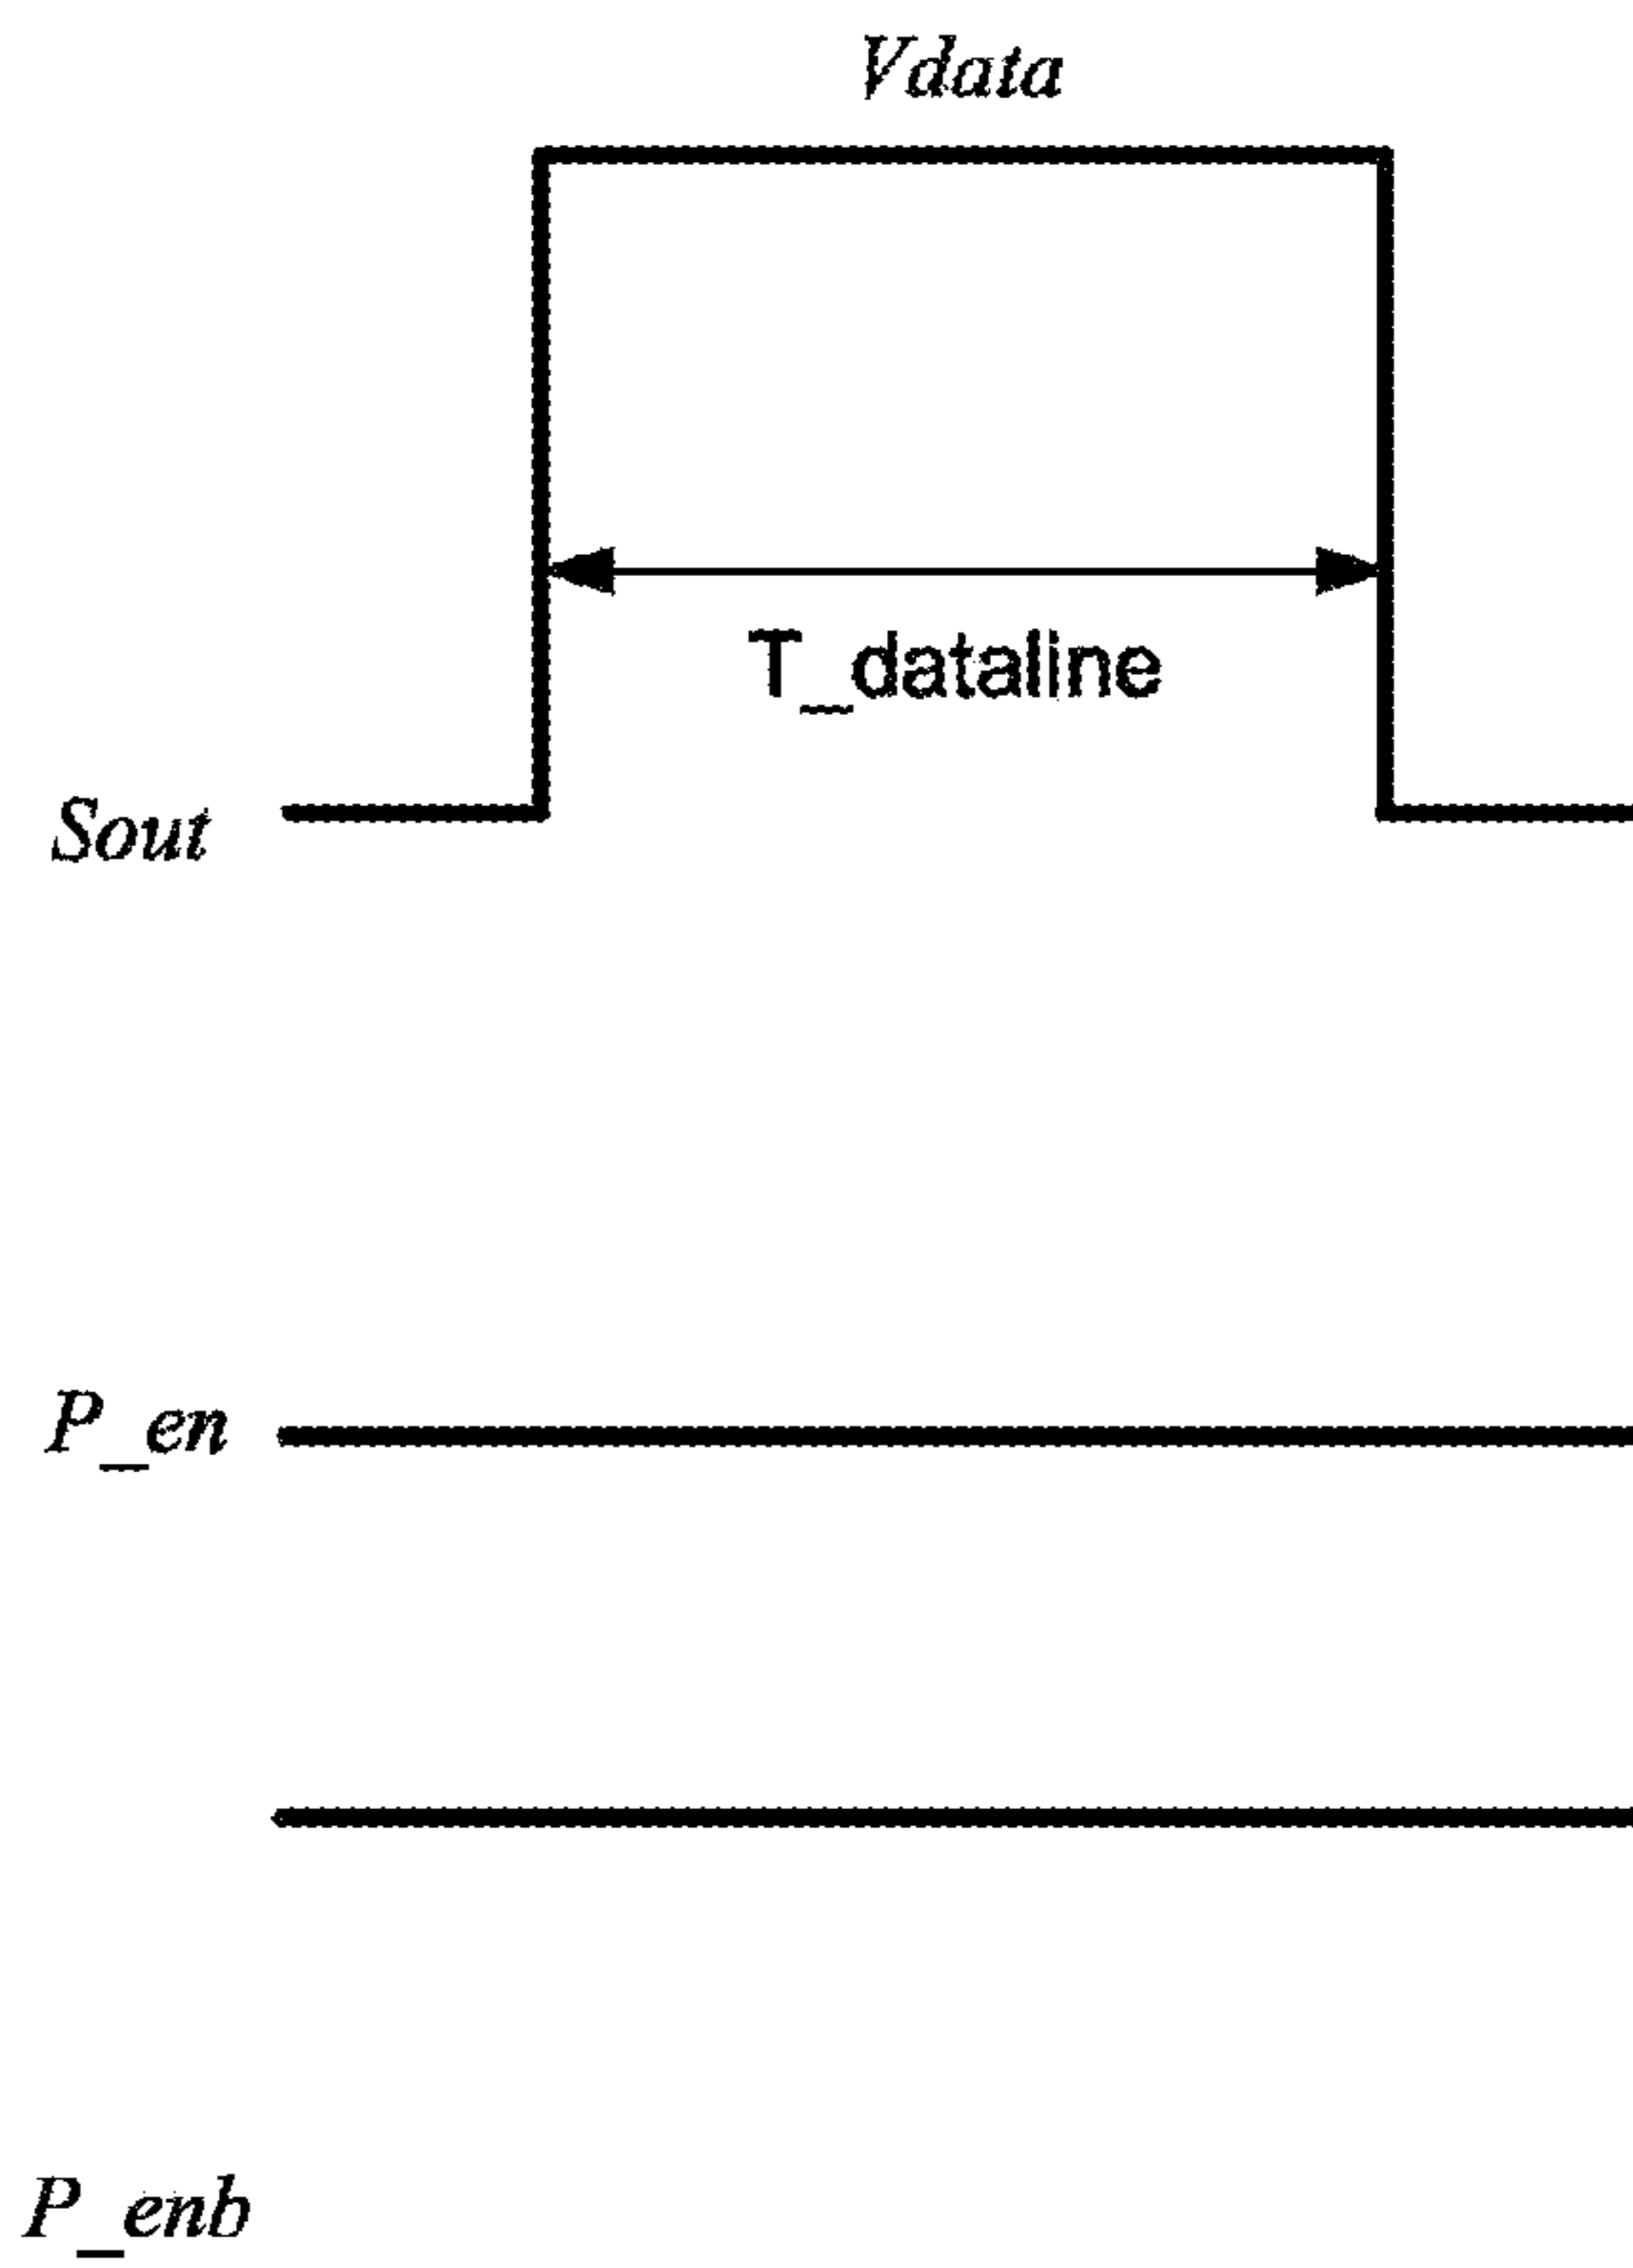 Vdata
T_dataline
Sout
P_en
P_enb